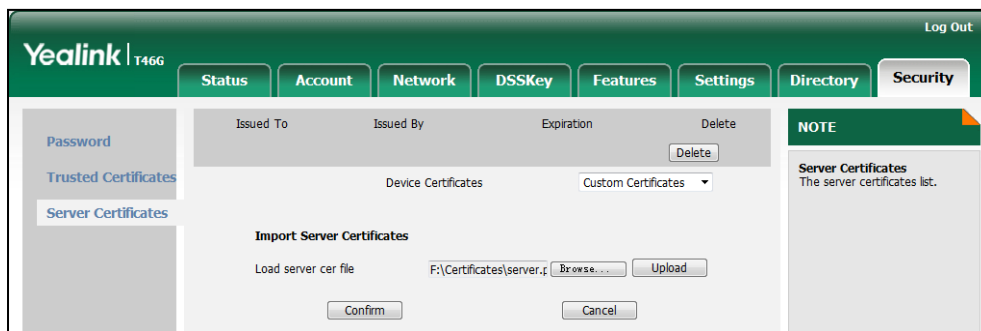 Log Out
Yealink | T46G
Status Account Network DSSKey Features Settings Directory Security
Password
Trusted Certificates
Server Certificates
Issued To Issued By Expiration Delete
Delete
Device Certificates Custom Certificates
Import Server Certificates
Load server cer file F:\Certificates\server.p Browse... Upload
Confirm Cancel
NOTE
Server Certificates
The server certificates list.